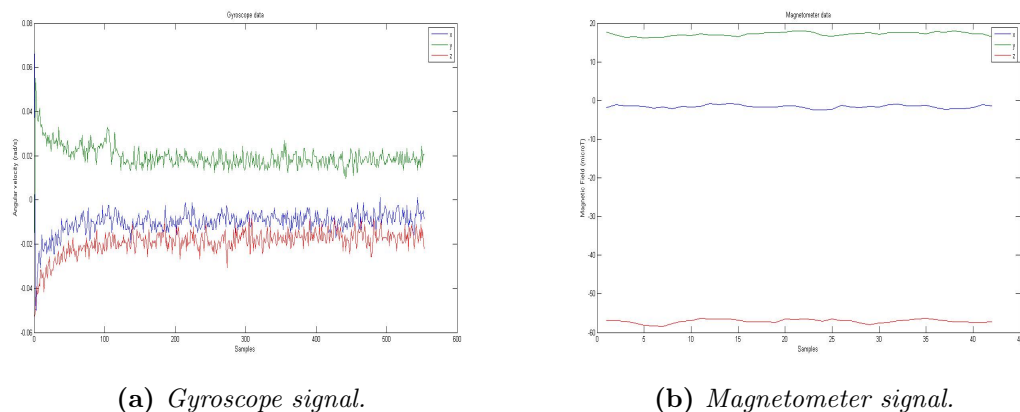 Gyroscope data
0.08
0.06
0.04
0.02
0
-0.02
-0.04
-0.06
Angular velocity (rad/s)
x
y
z
0
100
200
300
400
500
600
Samples
(a) Gyroscope signal.
Magnetometer data
20
10
0
-10
-20
-30
-40
-50
-60
Magnetic Field (microT)
x
y
z
0
5
10
15
20
25
30
35
40
Samples
(b) Magnetometer signal.